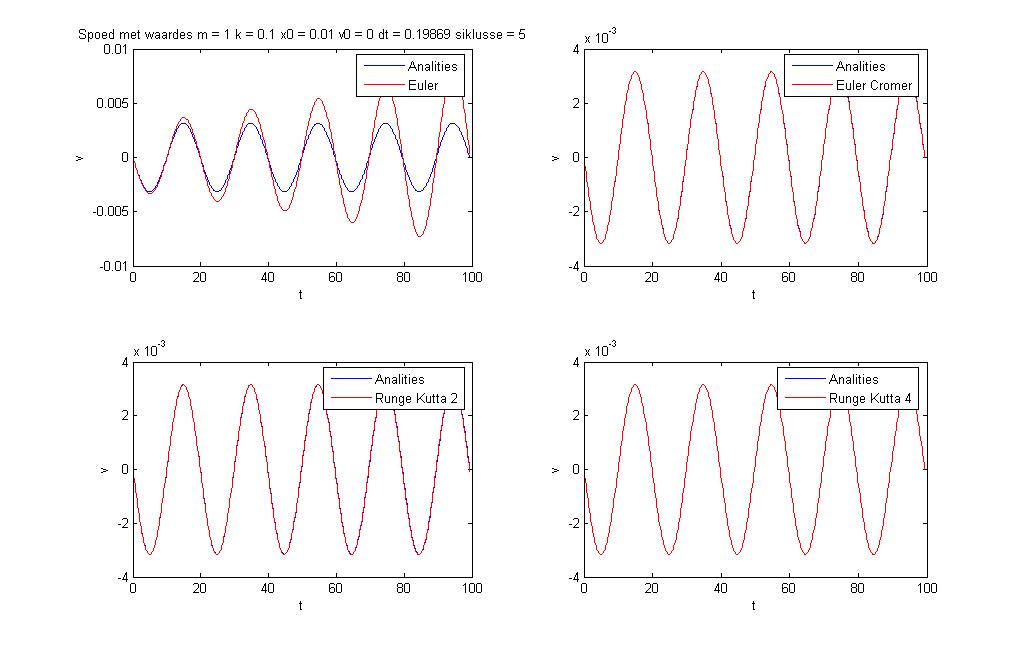 Spoed met waardes m = 1 k = 0.1 x0 = 0.01 v0 = 0 dt = 0.19869 siklusse = 5
0.01
0.005
0
-0.005
-0.01
v
0 20 40 60 80 100
t
Analities
Euler
x 10^-3
4
2
0
-2
-4
v
0 20 40 60 80 100
t
Analities
Euler Cromer
x 10^-3
4
2
0
-2
-4
v
0 20 40 60 80 100
t
Analities
Runge Kutta 2
x 10^-3
4
2
0
-2
-4
v
0 20 40 60 80 100
t
Analities
Runge Kutta 4